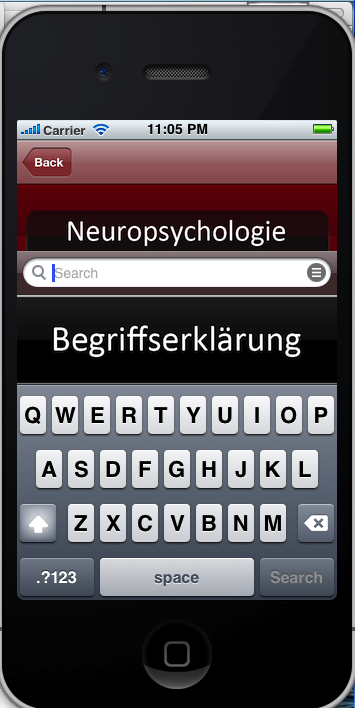 Carrier 11:05 PM
Back
Neuropsychologie
Search
Begriffserklärung
Q W E R T Y U I O P
A S D F G H J K L
Z X C V B N M
.?123 space Search